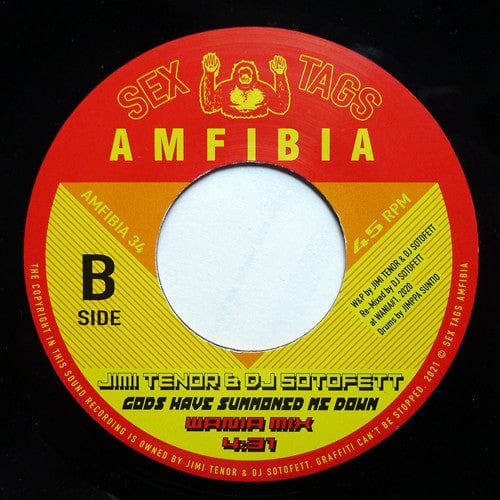 SEX TAGS
AMFIBIA
AMFIBIA 34
45 RPM
B
SIDE
W&P by JIMI TENOR & DJ SOTOFETT
Re-Mixed by DJ SOTOFETT
at WANIA#1, 2020
Drums by JIMPPA SUNTIO
JIMI TENOR & DJ SOTOFETT
GODS HAVE SUMMONED ME DOWN
WANIA MIX
4:31
THE COPYRIGHT IN THIS SOUND RECORDING IS OWNED BY JIMI TENOR & DJ SOTOFETT. GRAFFITI CAN'T BE STOPPED. 2021 © SEX TAGS AMFIBIA